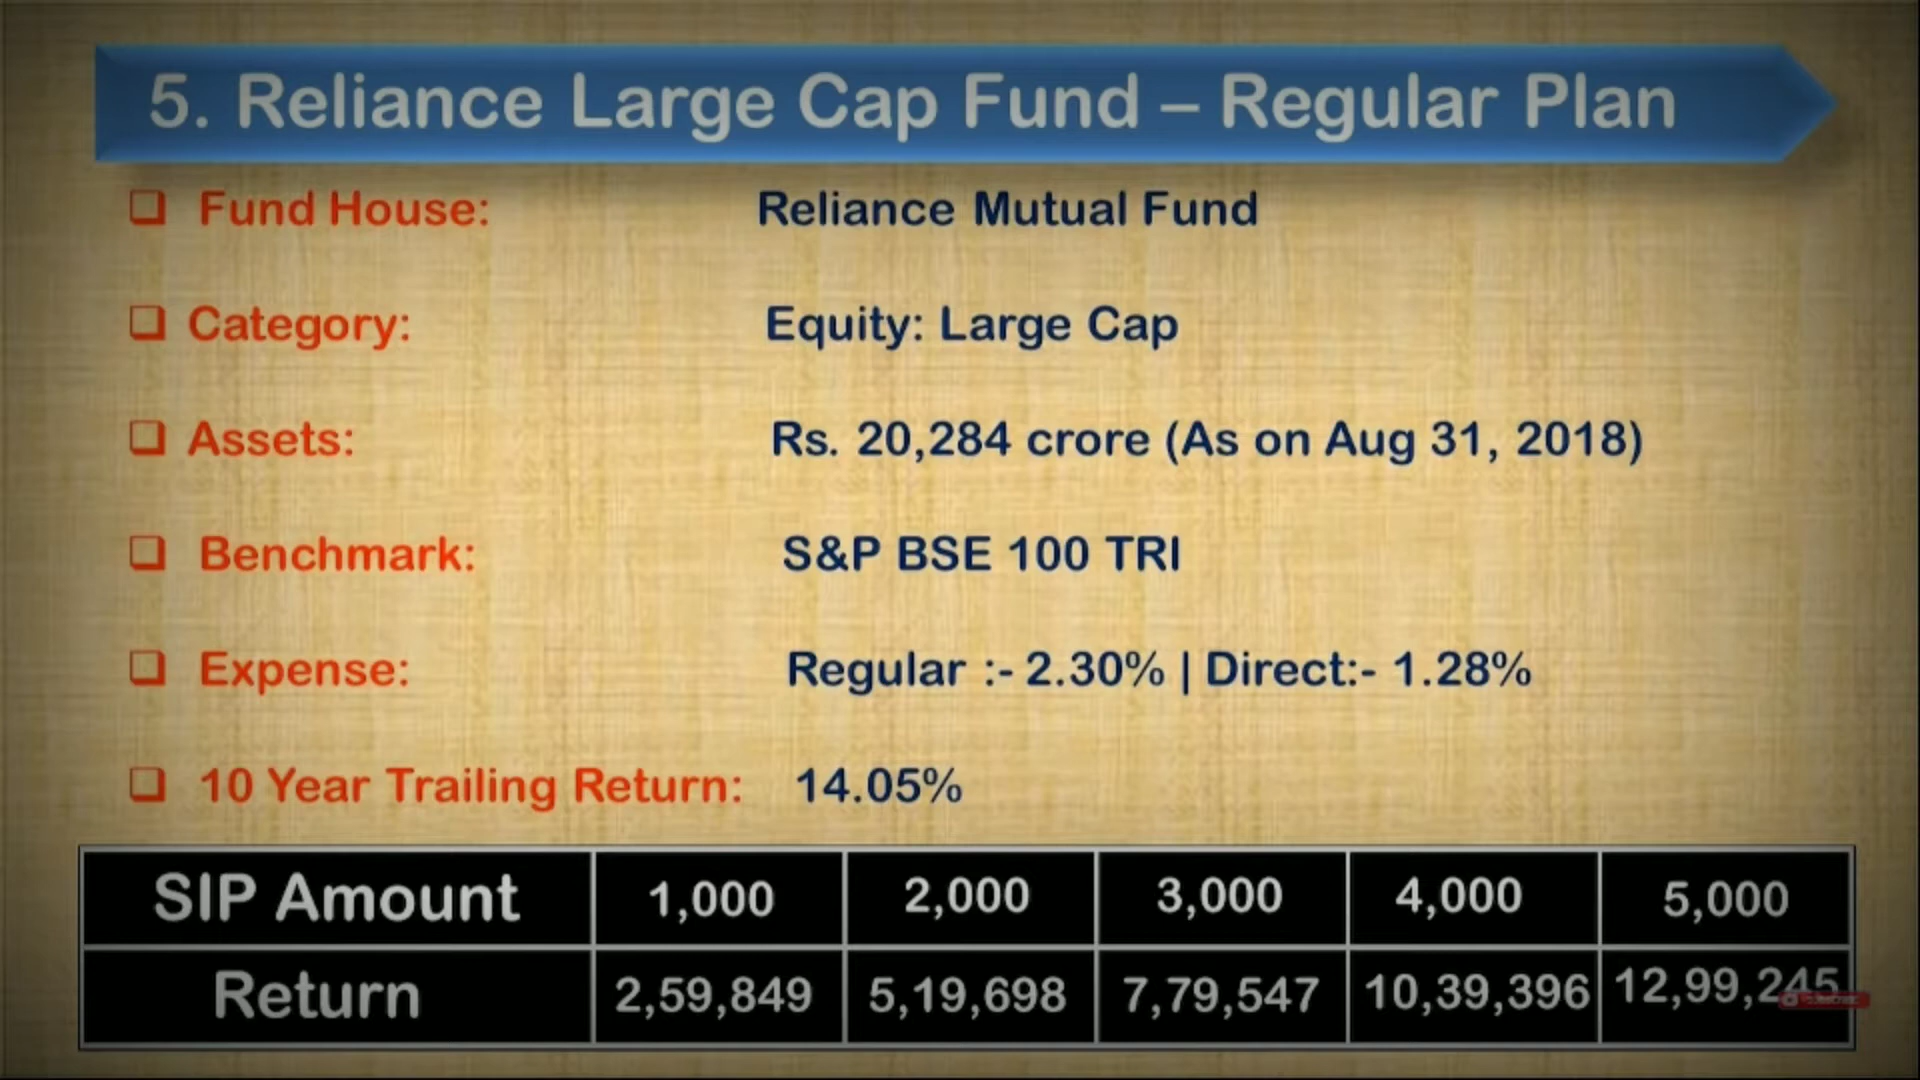 5. Reliance Large Cap Fund – Regular Plan
Fund House: Reliance Mutual Fund
Category: Equity: Large Cap
Assets: Rs. 20,284 crore (As on Aug 31, 2018)
Benchmark: S&P BSE 100 TRI
Expense: Regular :- 2.30% | Direct:- 1.28%
10 Year Trailing Return: 14.05%
SIP Amount 1,000 2,000 3,000 4,000 5,000
Return 2,59,849 5,19,698 7,79,547 10,39,396 12,99,245